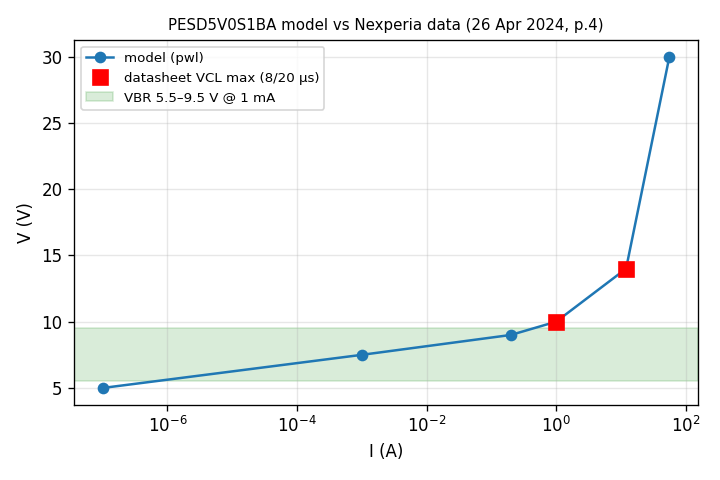 PESD5V0S1BA model vs Nexperia data (26 Apr 2024, p.4)
model (pwl)
datasheet VCL max (8/20 µs)
VBR 5.5–9.5 V @ 1 mA
V (V)
30
25
20
15
10
5
10⁻⁶ 10⁻⁴ 10⁻² 10⁰ 10²
I (A)